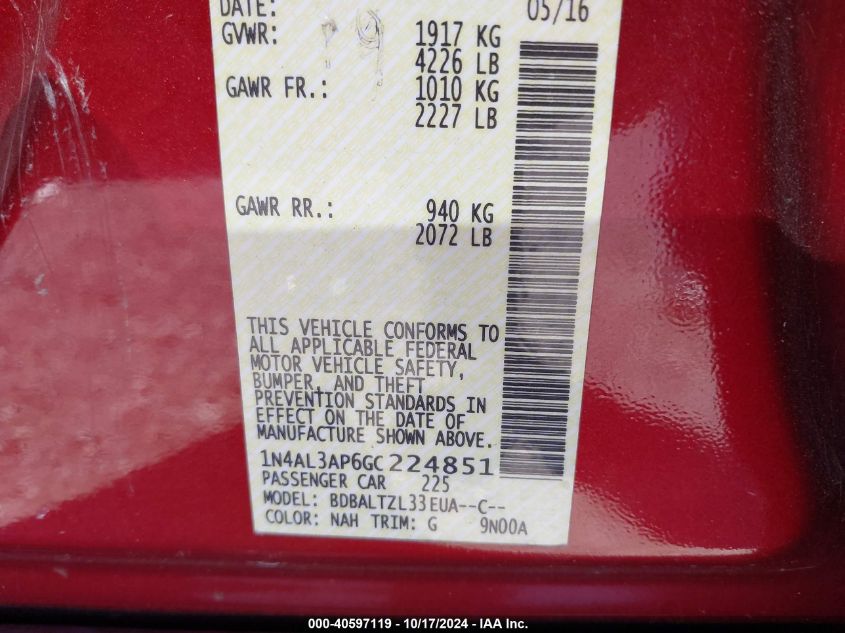 DATE: 05/16
GVWR: 1917 KG
4226 LB
GAWR FR.: 1010 KG
2227 LB
GAWR RR.: 940 KG
2072 LB
THIS VEHICLE CONFORMS TO
ALL APPLICABLE FEDERAL
MOTOR VEHICLE SAFETY,
BUMPER, AND THEFT
PREVENTION STANDARDS IN
EFFECT ON THE DATE OF
MANUFACTURE SHOWN ABOVE.
1N4AL3AP6GC224851
PASSENGER CAR 225
MODEL: BDBALTZL33EUA--C--
COLOR: NAH TRIM: G 9N00A
000-40597119 - 10/17/2024 - IAA Inc.